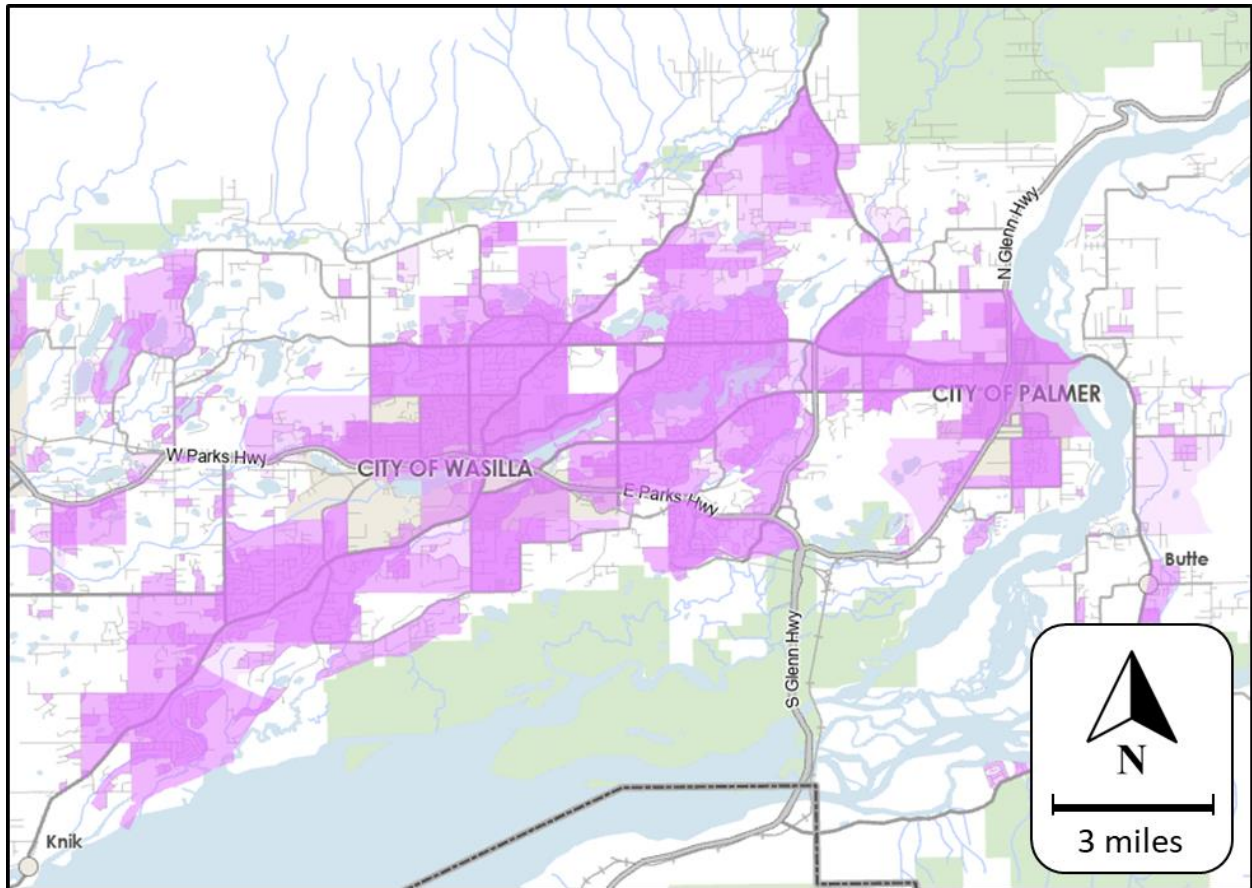 N Glenn Hwy
CITY OF PALMER
W Parks Hwy
CITY OF WASILLA
E Parks Hwy
Butte
S Glenn Hwy
N
3 miles
Knik